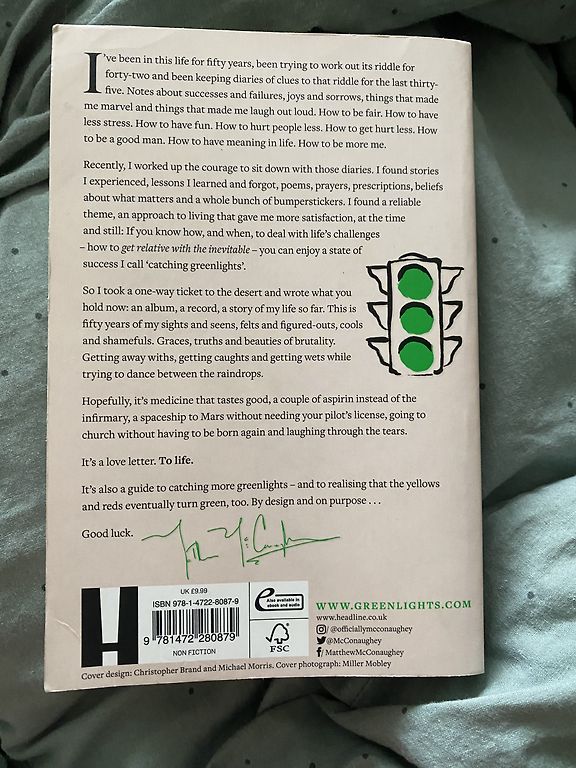 I've been in this life for fifty years, been trying to work out its riddle for
forty-two and been keeping diaries of clues to that riddle for the last thirty-
five. Notes about successes and failures, joys and sorrows, things that made
me marvel and things that made me laugh out loud. How to be fair. How to have
less stress. How to have fun. How to hurt people less. How to get hurt less. How
to be a good man. How to have meaning in life. How to be more me.
Recently, I worked up the courage to sit down with those diaries. I found stories
I experienced, lessons I learned and forgot, poems, prayers, prescriptions, beliefs
about what matters and a whole bunch of bumperstickers. I found a reliable
theme, an approach to living that gave me more satisfaction, at the time
and still: If you know how, and when, to deal with life's challenges
– how to get relative with the inevitable – you can enjoy a state of
success I call 'catching greenlights'.
So I took a one-way ticket to the desert and wrote what you
hold now: an album, a record, a story of my life so far. This is
fifty years of my sights and seens, felts and figured-outs, cools
and shamefuls. Graces, truths and beauties of brutality.
Getting away withs, getting caughts and getting wets while
trying to dance between the raindrops.
Hopefully, it's medicine that tastes good, a couple of aspirin instead of the
infirmary, a spaceship to Mars without needing your pilot's license, going to
church without having to be born again and laughing through the tears.
It's a love letter. To life.
It's also a guide to catching more greenlights – and to realising that the yellows
and reds eventually turn green, too. By design and on purpose . . .
Good luck.
H
UK £9.99
ISBN 978-1-4722-8087-9
9 781472 280879
NON FICTION
e
Also available in
ebook and audio
FSC
WWW.GREENLIGHTS.COM
www.headline.co.uk
@officiallymcconaughey
@McConaughey
f/MatthewMcConaughey
Cover design: Christopher Brand and Michael Morris. Cover photograph: Miller Mobley